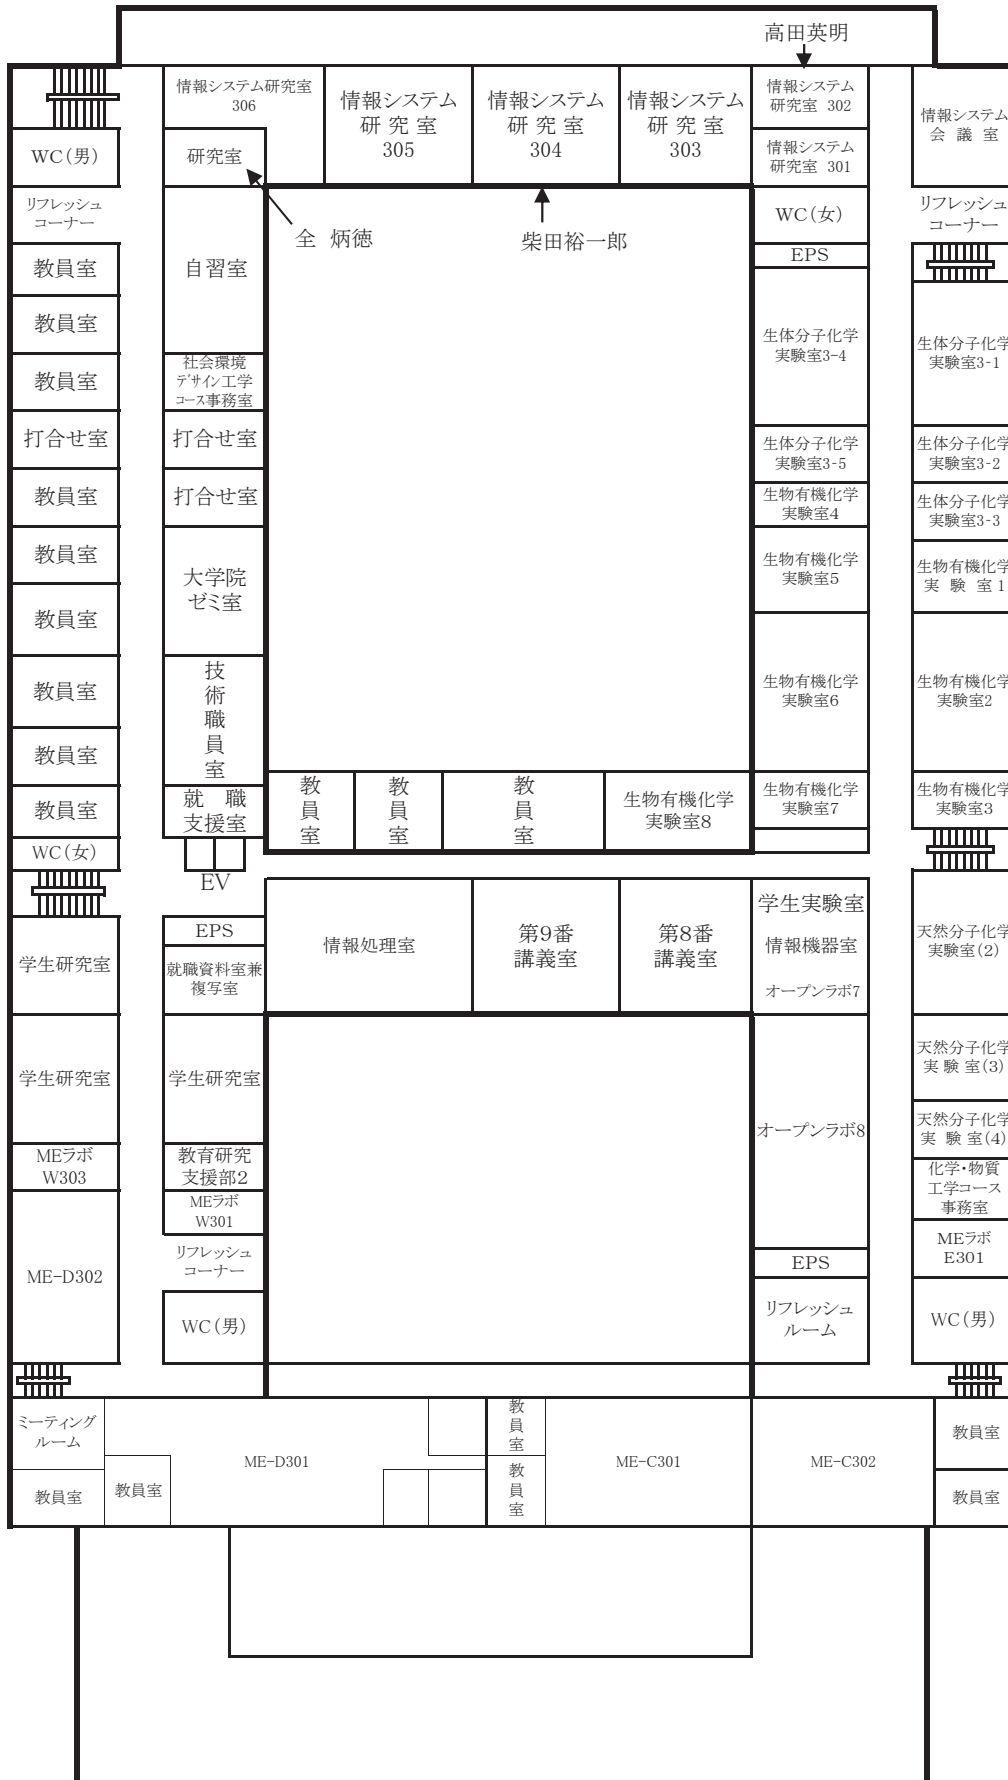 高田英明
情報システム研究室
306
情報システム
研 究 室
305
情報システム
研 究 室
304
情報システム
研 究 室
303
情報システム
研究室 302
情報システム
研究室 301
情報システム
会 議 室
WC(男)
研究室
リフレッシュ
コーナー
全 炳徳
柴田裕一郎
WC(女)
EPS
リフレッシュ
コーナー
教員室
自習室
教員室
生体分子化学
実験室3-4
生体分子化学
実験室3-1
教員室
社会環境
デザイン工学
コース事務室
打合せ室
打合せ室
生体分子化学
実験室3-5
生体分子化学
実験室3-2
教員室
打合せ室
生物有機化学
実験室4
生体分子化学
実験室3-3
教員室
大学院
ゼミ室
生物有機化学
実験室5
生物有機化学
実 験 室 1
教員室
教員室
技
術
職
員
室
生物有機化学
実験室6
生物有機化学
実験室2
教員室
教員室
就 職
支援室
教
員
室
教
員
室
教
員
室
生物有機化学
実験室8
生物有機化学
実験室7
生物有機化学
実験室3
WC(女)
EV
EPS
情報処理室
第9番
講義室
第8番
講義室
学生実験室
情報機器室
オープンラボ7
天然分子化学
実験室(2)
学生研究室
就職資料室兼
複写室
学生研究室
学生研究室
天然分子化学
実 験 室(3)
オープンラボ8
天然分子化学
実 験 室(4)
MEラボ
W303
教育研究
支援部2
化学・物質
工学コース
事務室
MEラボ
W301
MEラボ
E301
リフレッシュ
コーナー
EPS
ME-D302
WC(男)
リフレッシュ
ルーム
WC(男)
ミーティング
ルーム
教員室
教員室
ME-D301
教
員
室
教
員
室
ME-C301
ME-C302
教員室
教員室